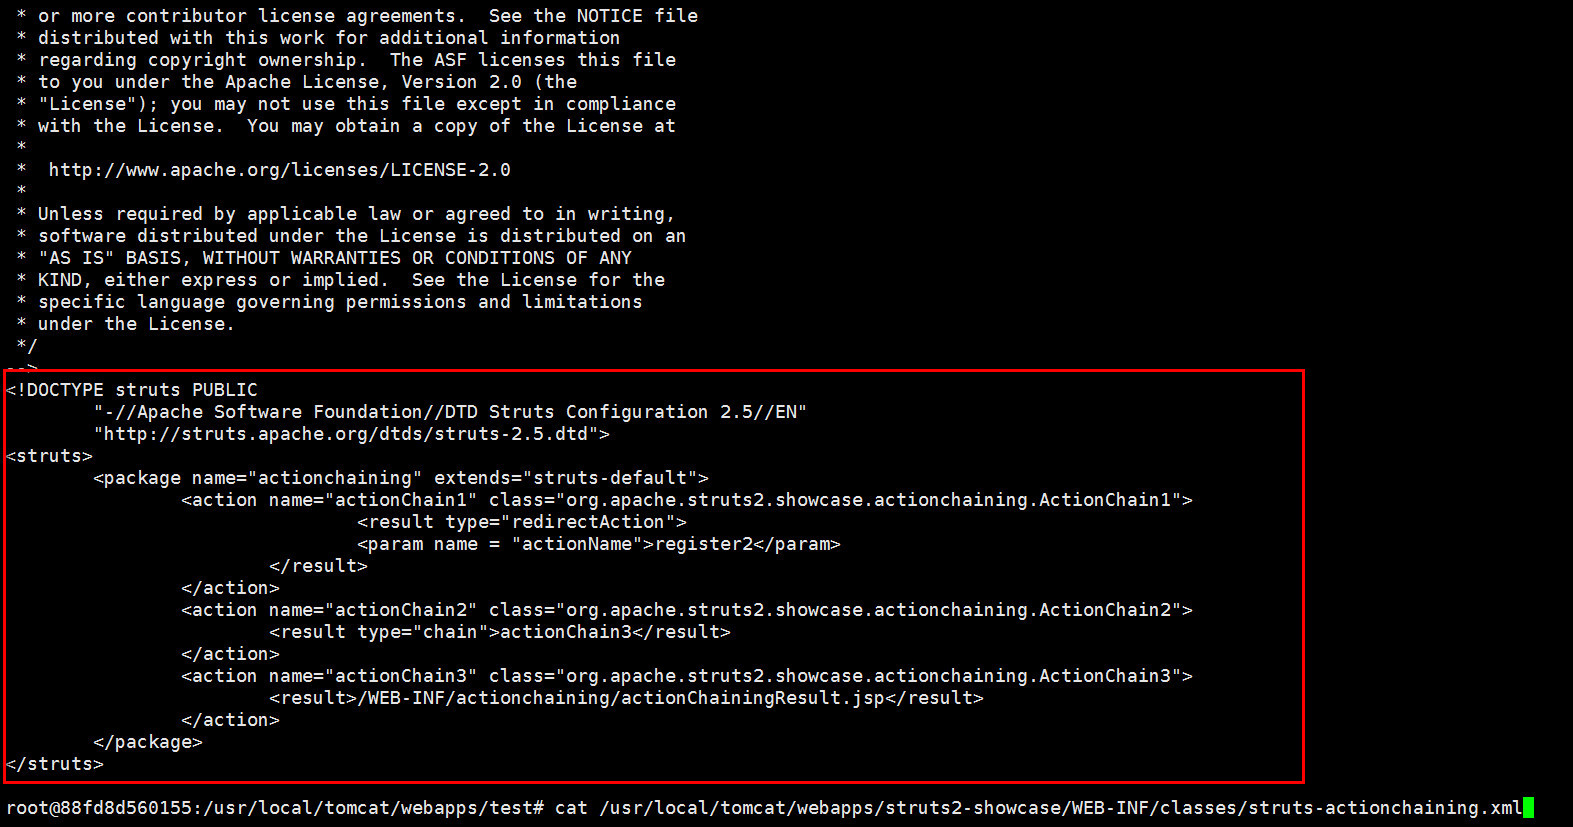 * or more contributor license agreements.  See the NOTICE file
* distributed with this work for additional information
* regarding copyright ownership.  The ASF licenses this file
* to you under the Apache License, Version 2.0 (the
* "License"); you may not use this file except in compliance
* with the License.  You may obtain a copy of the License at
*
*  http://www.apache.org/licenses/LICENSE-2.0
*
* Unless required by applicable law or agreed to in writing,
* software distributed under the License is distributed on an
* "AS IS" BASIS, WITHOUT WARRANTIES OR CONDITIONS OF ANY
* KIND, either express or implied.  See the License for the
* specific language governing permissions and limitations
* under the License.
*/
-->
<!DOCTYPE struts PUBLIC
        "-//Apache Software Foundation//DTD Struts Configuration 2.5//EN"
        "http://struts.apache.org/dtds/struts-2.5.dtd">
<struts>
        <package name="actionchaining" extends="struts-default">
                <action name="actionChain1" class="org.apache.struts2.showcase.actionchaining.ActionChain1">
                                <result type="redirectAction">
                                <param name = "actionName">register2</param>
                        </result>
                </action>
                <action name="actionChain2" class="org.apache.struts2.showcase.actionchaining.ActionChain2">
                        <result type="chain">actionChain3</result>
                </action>
                <action name="actionChain3" class="org.apache.struts2.showcase.actionchaining.ActionChain3">
                        <result>/WEB-INF/actionchaining/actionChainingResult.jsp</result>
                </action>
        </package>
</struts>
root@88fd8d560155:/usr/local/tomcat/webapps/test# cat /usr/local/tomcat/webapps/struts2-showcase/WEB-INF/classes/struts-actionchaining.xml